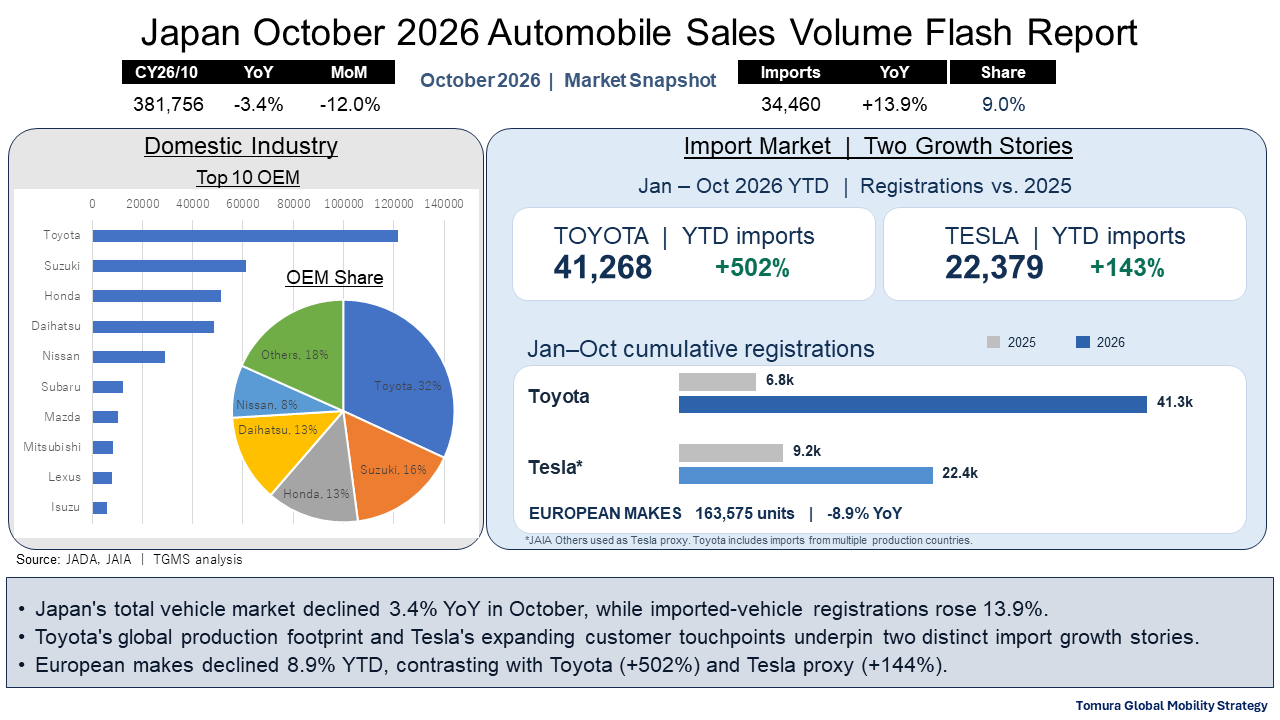 Japan October 2026 Automobile Sales Volume Flash Report
CY26/10 YoY MoM
381,756 -3.4% -12.0%
October 2026 | Market Snapshot
Imports YoY Share
34,460 +13.9% 9.0%
Domestic Industry
Top 10 OEM
0 20000 40000 60000 80000 100000 120000 140000
Toyota
Suzuki
Honda
Daihatsu
Nissan
Subaru
Mazda
Mitsubishi
Lexus
Isuzu
OEM Share
Others, 18%
Toyota, 32%
Nissan, 8%
Daihatsu, 13%
Suzuki, 16%
Honda, 13%
Import Market | Two Growth Stories
Jan – Oct 2026 YTD | Registrations vs. 2025
TOYOTA | YTD imports
41,268 +502%
TESLA | YTD imports
22,379 +143%
Jan–Oct cumulative registrations
2025 2026
Toyota
6.8k
41.3k
Tesla*
9.2k
22.4k
EUROPEAN MAKES 163,575 units | -8.9% YoY
*JAIA Others used as Tesla proxy. Toyota includes imports from multiple production countries.
Source: JADA, JAIA | TGMS analysis
• Japan's total vehicle market declined 3.4% YoY in October, while imported-vehicle registrations rose 13.9%.
• Toyota's global production footprint and Tesla's expanding customer touchpoints underpin two distinct import growth stories.
• European makes declined 8.9% YTD, contrasting with Toyota (+502%) and Tesla proxy (+144%).
Tomura Global Mobility Strategy